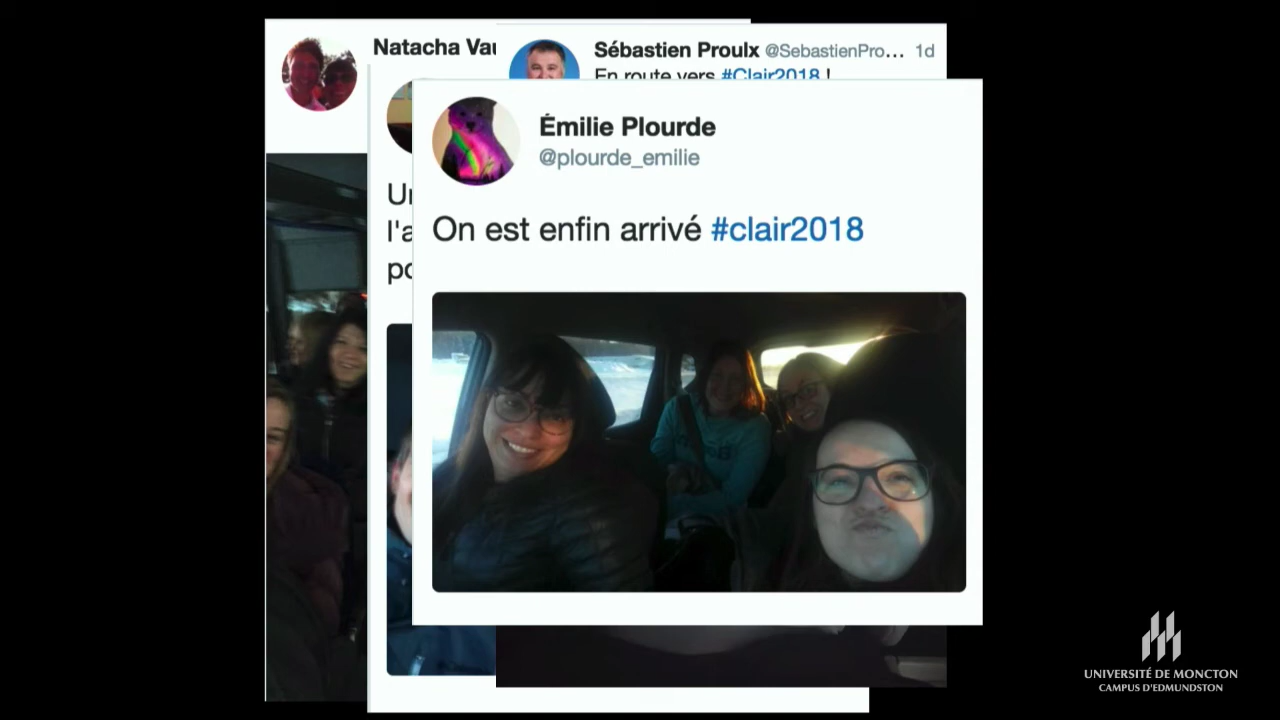 Natacha
Sébastien Proulx @SebastienPro... 1d
En route vers #Clair2018 !
Émilie Plourde
@plourde_emilie
l'a
On est enfin arrivé #clair2018
UNIVERSITÉ DE MONCTON
CAMPUS D'EDMUNDSTON